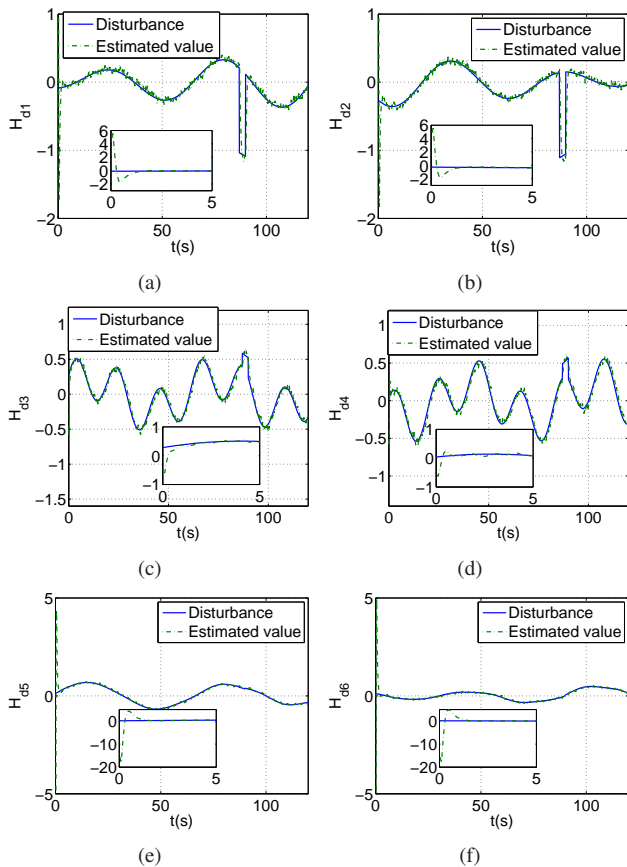 Disturbance
Estimated value
H_d1
1
0
−1
−2
6
4
2
0
−2
0 5
0 50 100
t(s)
(a)
Disturbance
Estimated value
H_d2
1
0
−1
−2
6
4
2
0
−2
0 5
0 50 100
t(s)
(b)
Disturbance
Estimated value
H_d3
1
0.5
0
−0.5
−1
−1.5
1
0
−1
0 5
0 50 100
t(s)
(c)
Disturbance
Estimated value
H_d4
1
0.5
0
−0.5
−1
1
0
−1
0 5
0 50 100
t(s)
(d)
Disturbance
Estimated value
H_d5
5
0
−5
0
−10
−20
0 5
0 50 100
t(s)
(e)
Disturbance
Estimated value
H_d6
5
0
−5
0
−10
−20
0 5
0 50 100
t(s)
(f)